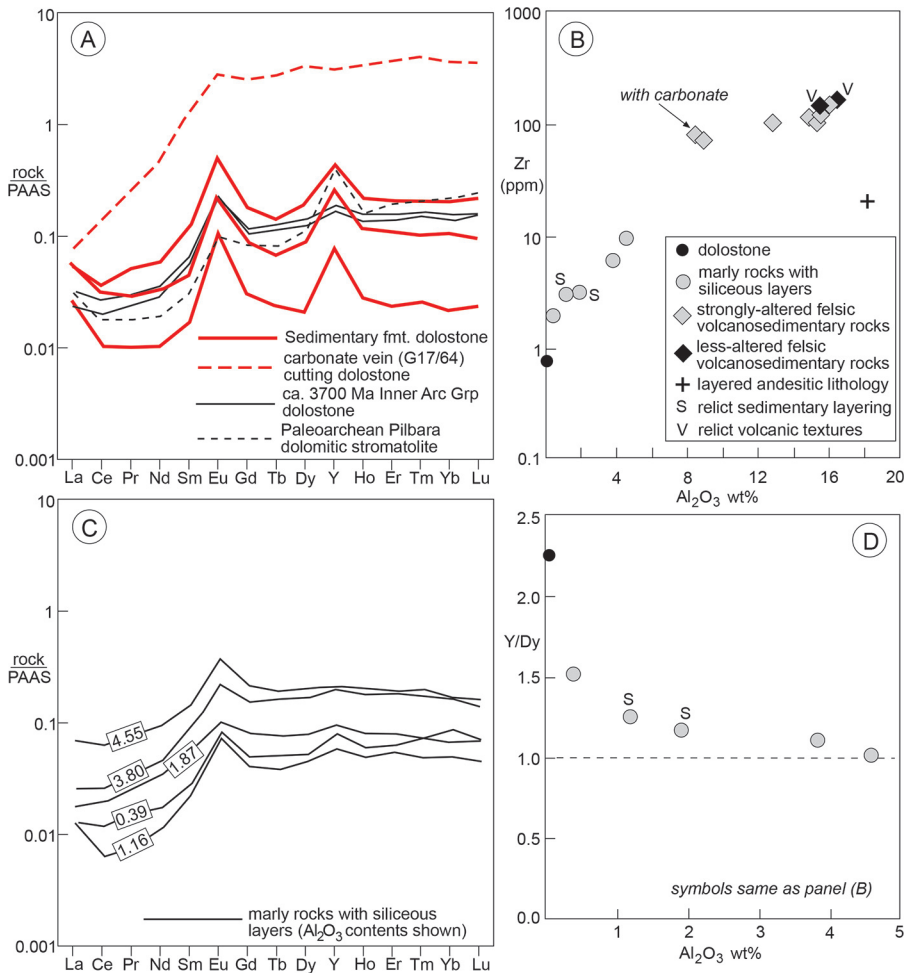 A
10
1
rock
PAAS
0.1
0.01
0.001
La Ce Pr Nd Sm Eu Gd Tb Dy Y Ho Er Tm Yb Lu
Sedimentary fmt. dolostone
carbonate vein (G17/64)
cutting dolostone
ca. 3700 Ma Inner Arc Grp
dolostone
Paleoarchean Pilbara
dolomitic stromatolite
B
1000
100
Zr
(ppm)
10
1
0.1
4 8 12 16 20
Al₂O₃ wt%
with carbonate
V V
S
S
dolostone
marly rocks with
siliceous layers
strongly-altered felsic
volcanosedimentary rocks
less-altered felsic
volcanosedimentary rocks
layered andesitic lithology
S relict sedimentary layering
V relict volcanic textures
C
10
1
rock
PAAS
0.1
0.01
0.001
4.55
3.80
1.87
0.39
1.16
marly rocks with siliceous
layers (Al₂O₃ contents shown)
La Ce Pr Nd Sm Eu Gd Tb Dy Y Ho Er Tm Yb Lu
D
2.5
2.0
Y/Dy
1.5
1.0
0.5
0.0
S
S
symbols same as panel (B)
1 2 3 4 5
Al₂O₃ wt%